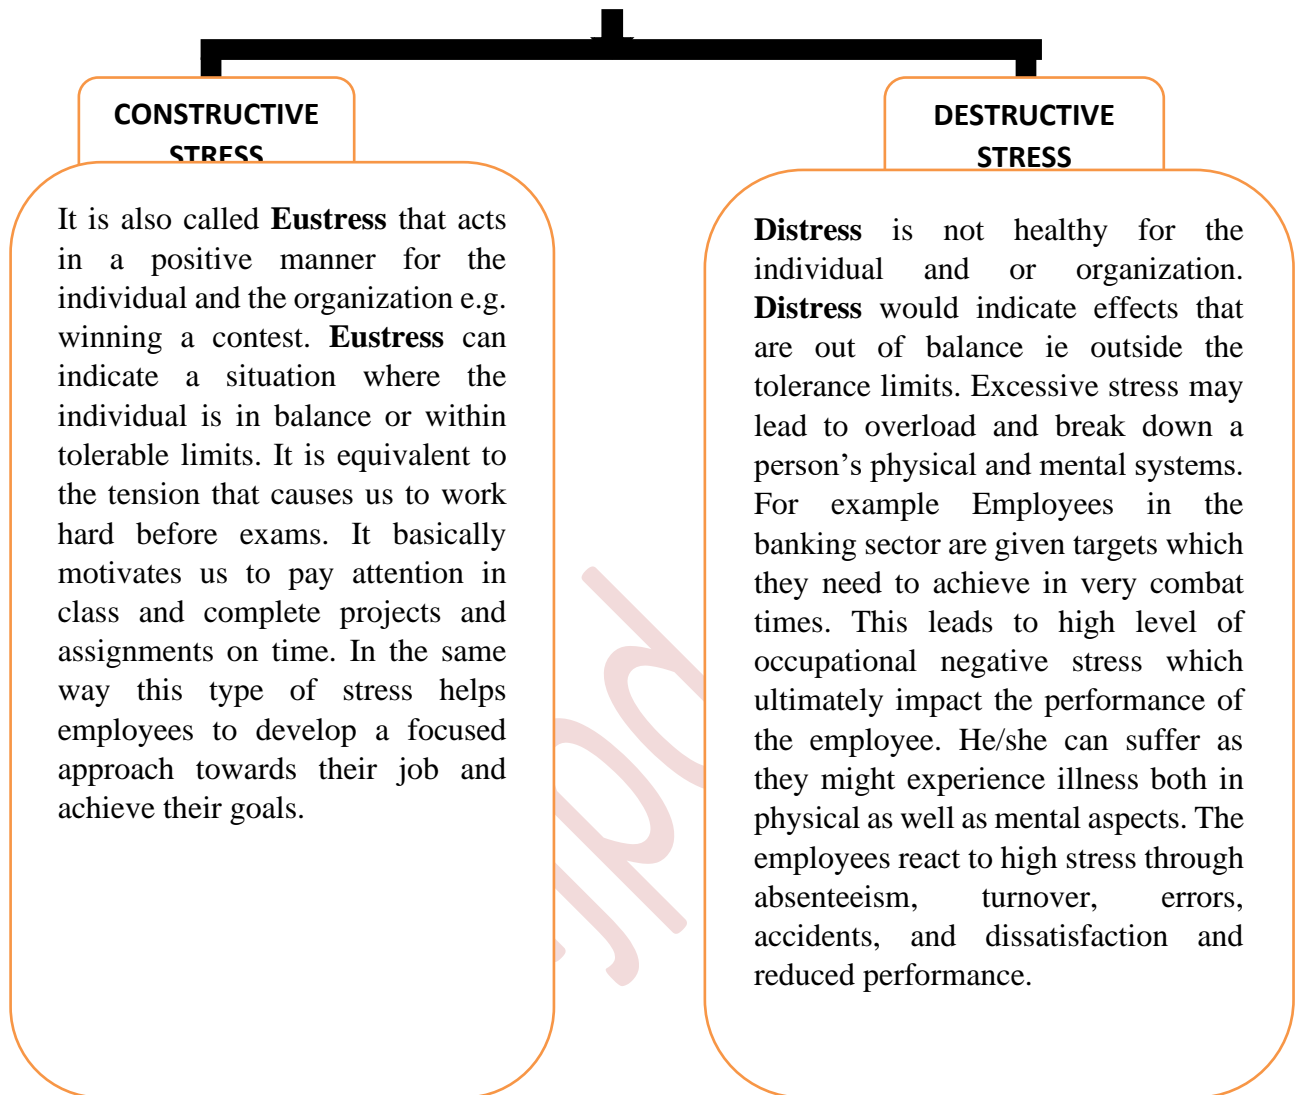 CONSTRUCTIVE
STRESS
It is also called Eustress that acts
in a positive manner for the
individual and the organization e.g.
winning a contest. Eustress can
indicate a situation where the
individual is in balance or within
tolerable limits. It is equivalent to
the tension that causes us to work
hard before exams. It basically
motivates us to pay attention in
class and complete projects and
assignments on time. In the same
way this type of stress helps
employees to develop a focused
approach towards their job and
achieve their goals.
DESTRUCTIVE
STRESS
Distress is not healthy for the
individual and or organization.
Distress would indicate effects that
are out of balance ie outside the
tolerance limits. Excessive stress may
lead to overload and break down a
person’s physical and mental systems.
For example Employees in the
banking sector are given targets which
they need to achieve in very combat
times. This leads to high level of
occupational negative stress which
ultimately impact the performance of
the employee. He/she can suffer as
they might experience illness both in
physical as well as mental aspects. The
employees react to high stress through
absenteeism, turnover, errors,
accidents, and dissatisfaction and
reduced performance.